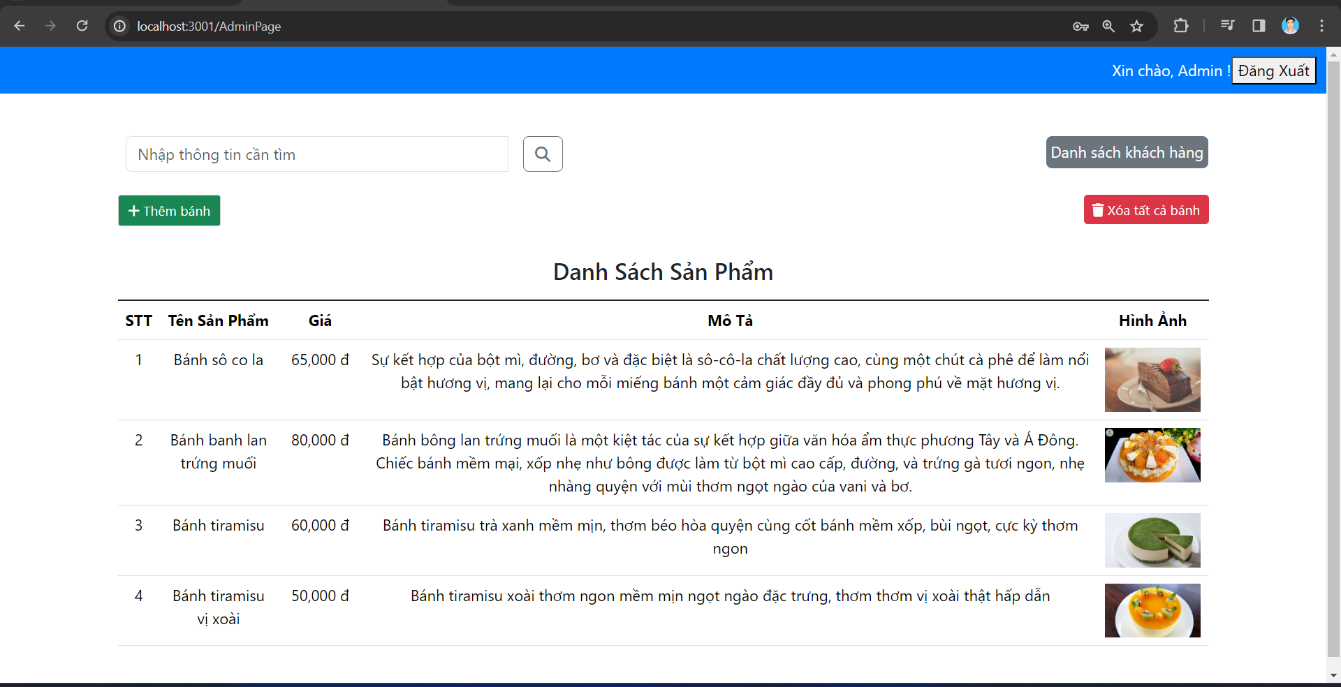 localhost:3001/AdminPage
Xin chào, Admin ! Đăng Xuất
Nhập thông tin cần tìm
Danh sách khách hàng
Thêm bánh
Xóa tất cả bánh
Danh Sách Sản Phẩm
STT Tên Sản Phẩm Giá Mô Tả Hình Ảnh
1 Bánh sô co la 65,000 đ Sự kết hợp của bột mì, đường, bơ và đặc biệt là sô-cô-la chất lượng cao, cùng một chút cà phê để làm nổi
bật hương vị, mang lại cho mỗi miếng bánh một cảm giác đầy đủ và phong phú về mặt hương vị.
2 Bánh banh lan 80,000 đ Bánh bông lan trứng muối là một kiệt tác của sự kết hợp giữa văn hóa ẩm thực phương Tây và Á Đông.
trứng muối Chiếc bánh mềm mại, xốp nhẹ như bông được làm từ bột mì cao cấp, đường, và trứng gà tươi ngon, nhẹ
nhàng quyện với mùi thơm ngọt ngào của vani và bơ.
3 Bánh tiramisu 60,000 đ Bánh tiramisu trà xanh mềm mịn, thơm béo hòa quyện cùng cốt bánh mềm xốp, bùi ngọt, cực kỳ thơm
ngon
4 Bánh tiramisu 50,000 đ Bánh tiramisu xoài thơm ngon mềm mịn ngọt ngào đặc trưng, thơm thơm vị xoài thật hấp dẫn
vị xoài